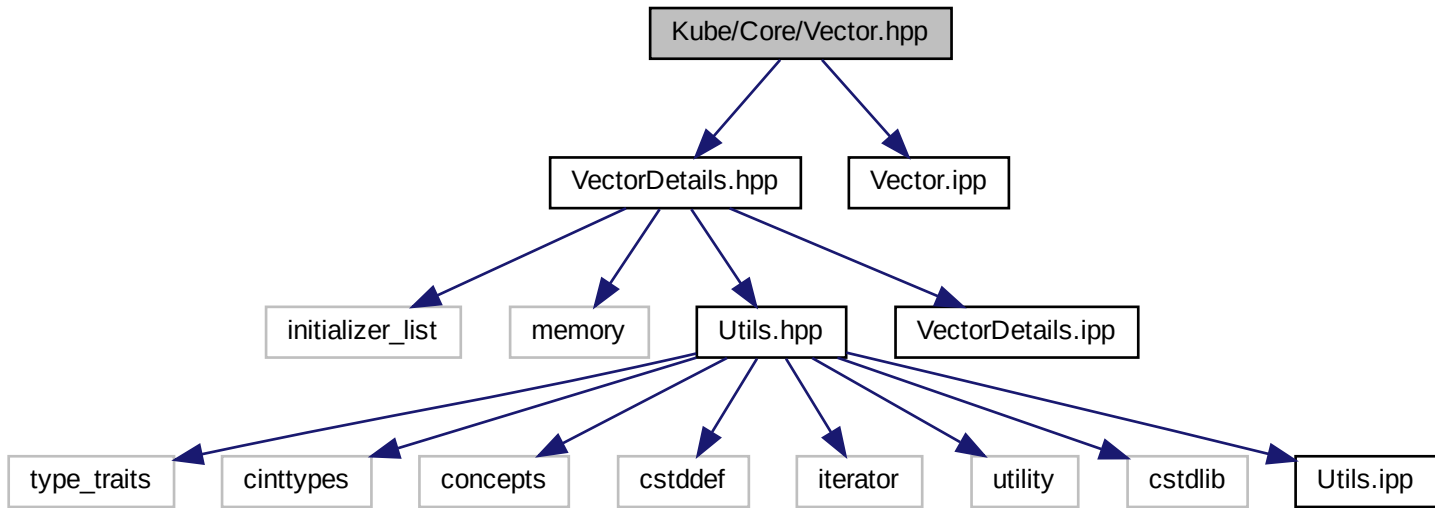 Kube/Core/Vector.hpp
VectorDetails.hpp
Vector.ipp
initializer_list
memory
Utils.hpp
VectorDetails.ipp
type_traits
cinttypes
concepts
cstddef
iterator
utility
cstdlib
Utils.ipp